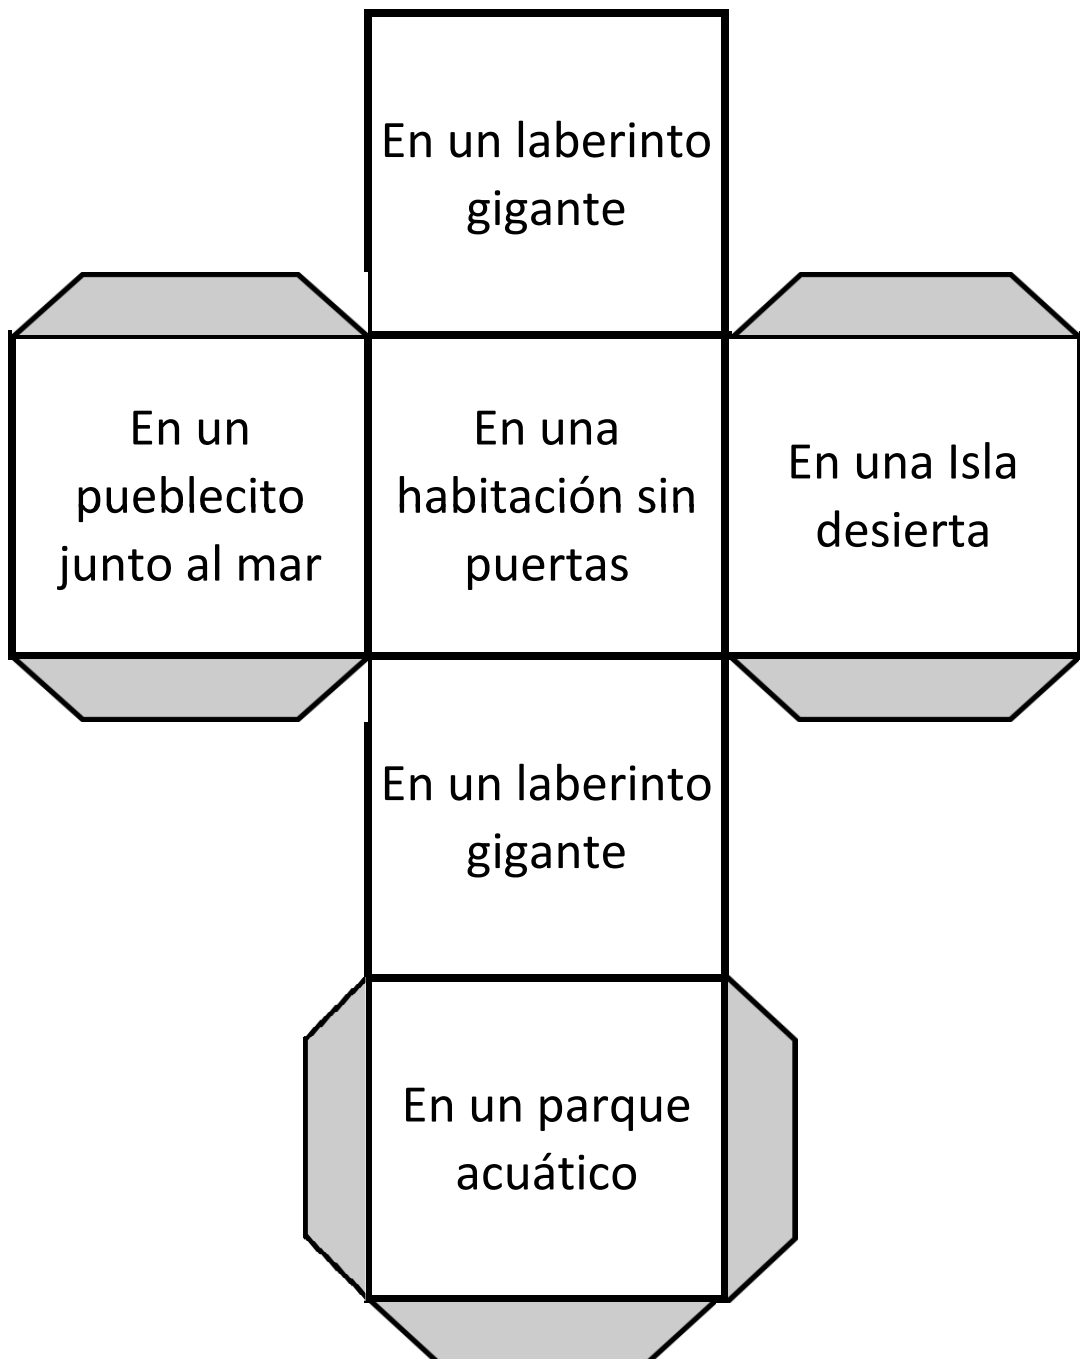 En un laberinto
gigante
En un
pueblecito
junto al mar
En una
habitación sin
puertas
En una Isla
desierta
En un laberinto
gigante
En un parque
acuático